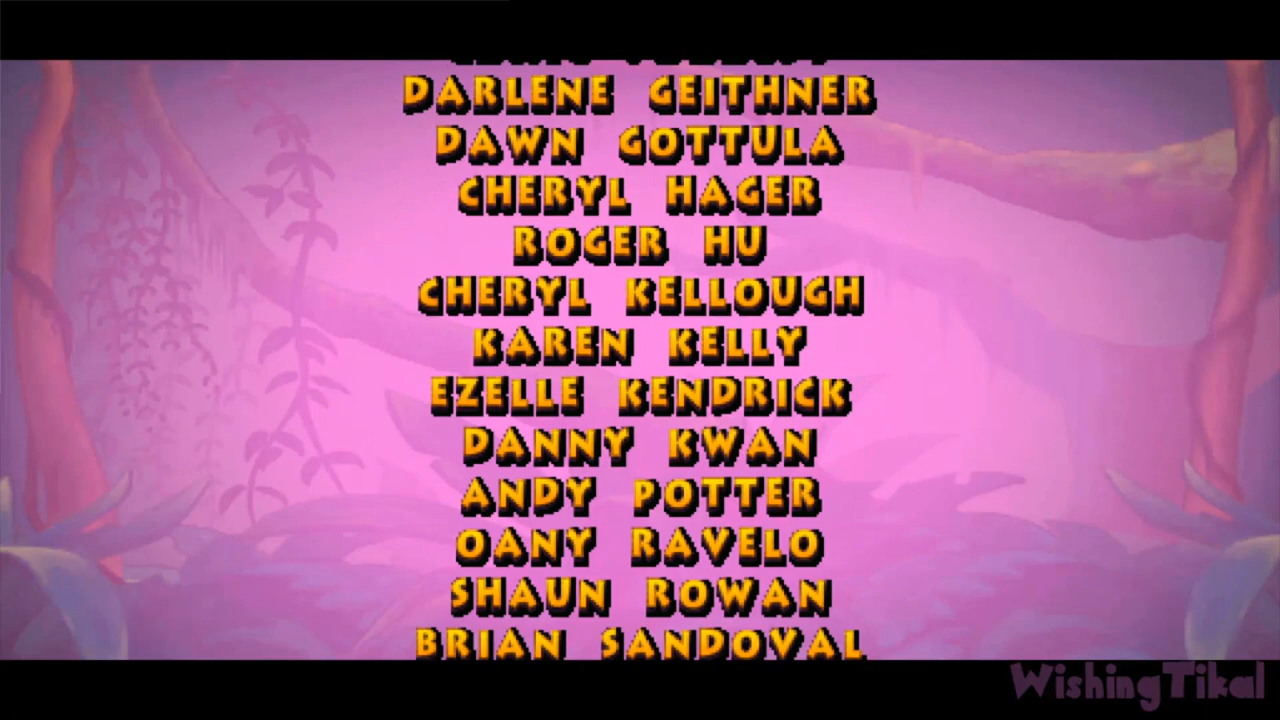 DARLENE GEITHNER
DAWN GOTTULA
CHERYL HAGER
ROGER HU
CHERYL KELLOUGH
KAREN KELLY
EZELLE KENDRICK
DANNY KWAN
ANDY POTTER
OANY RAVELO
SHAUN ROWAN
BRIAN SANDOVAL
WishingTikal